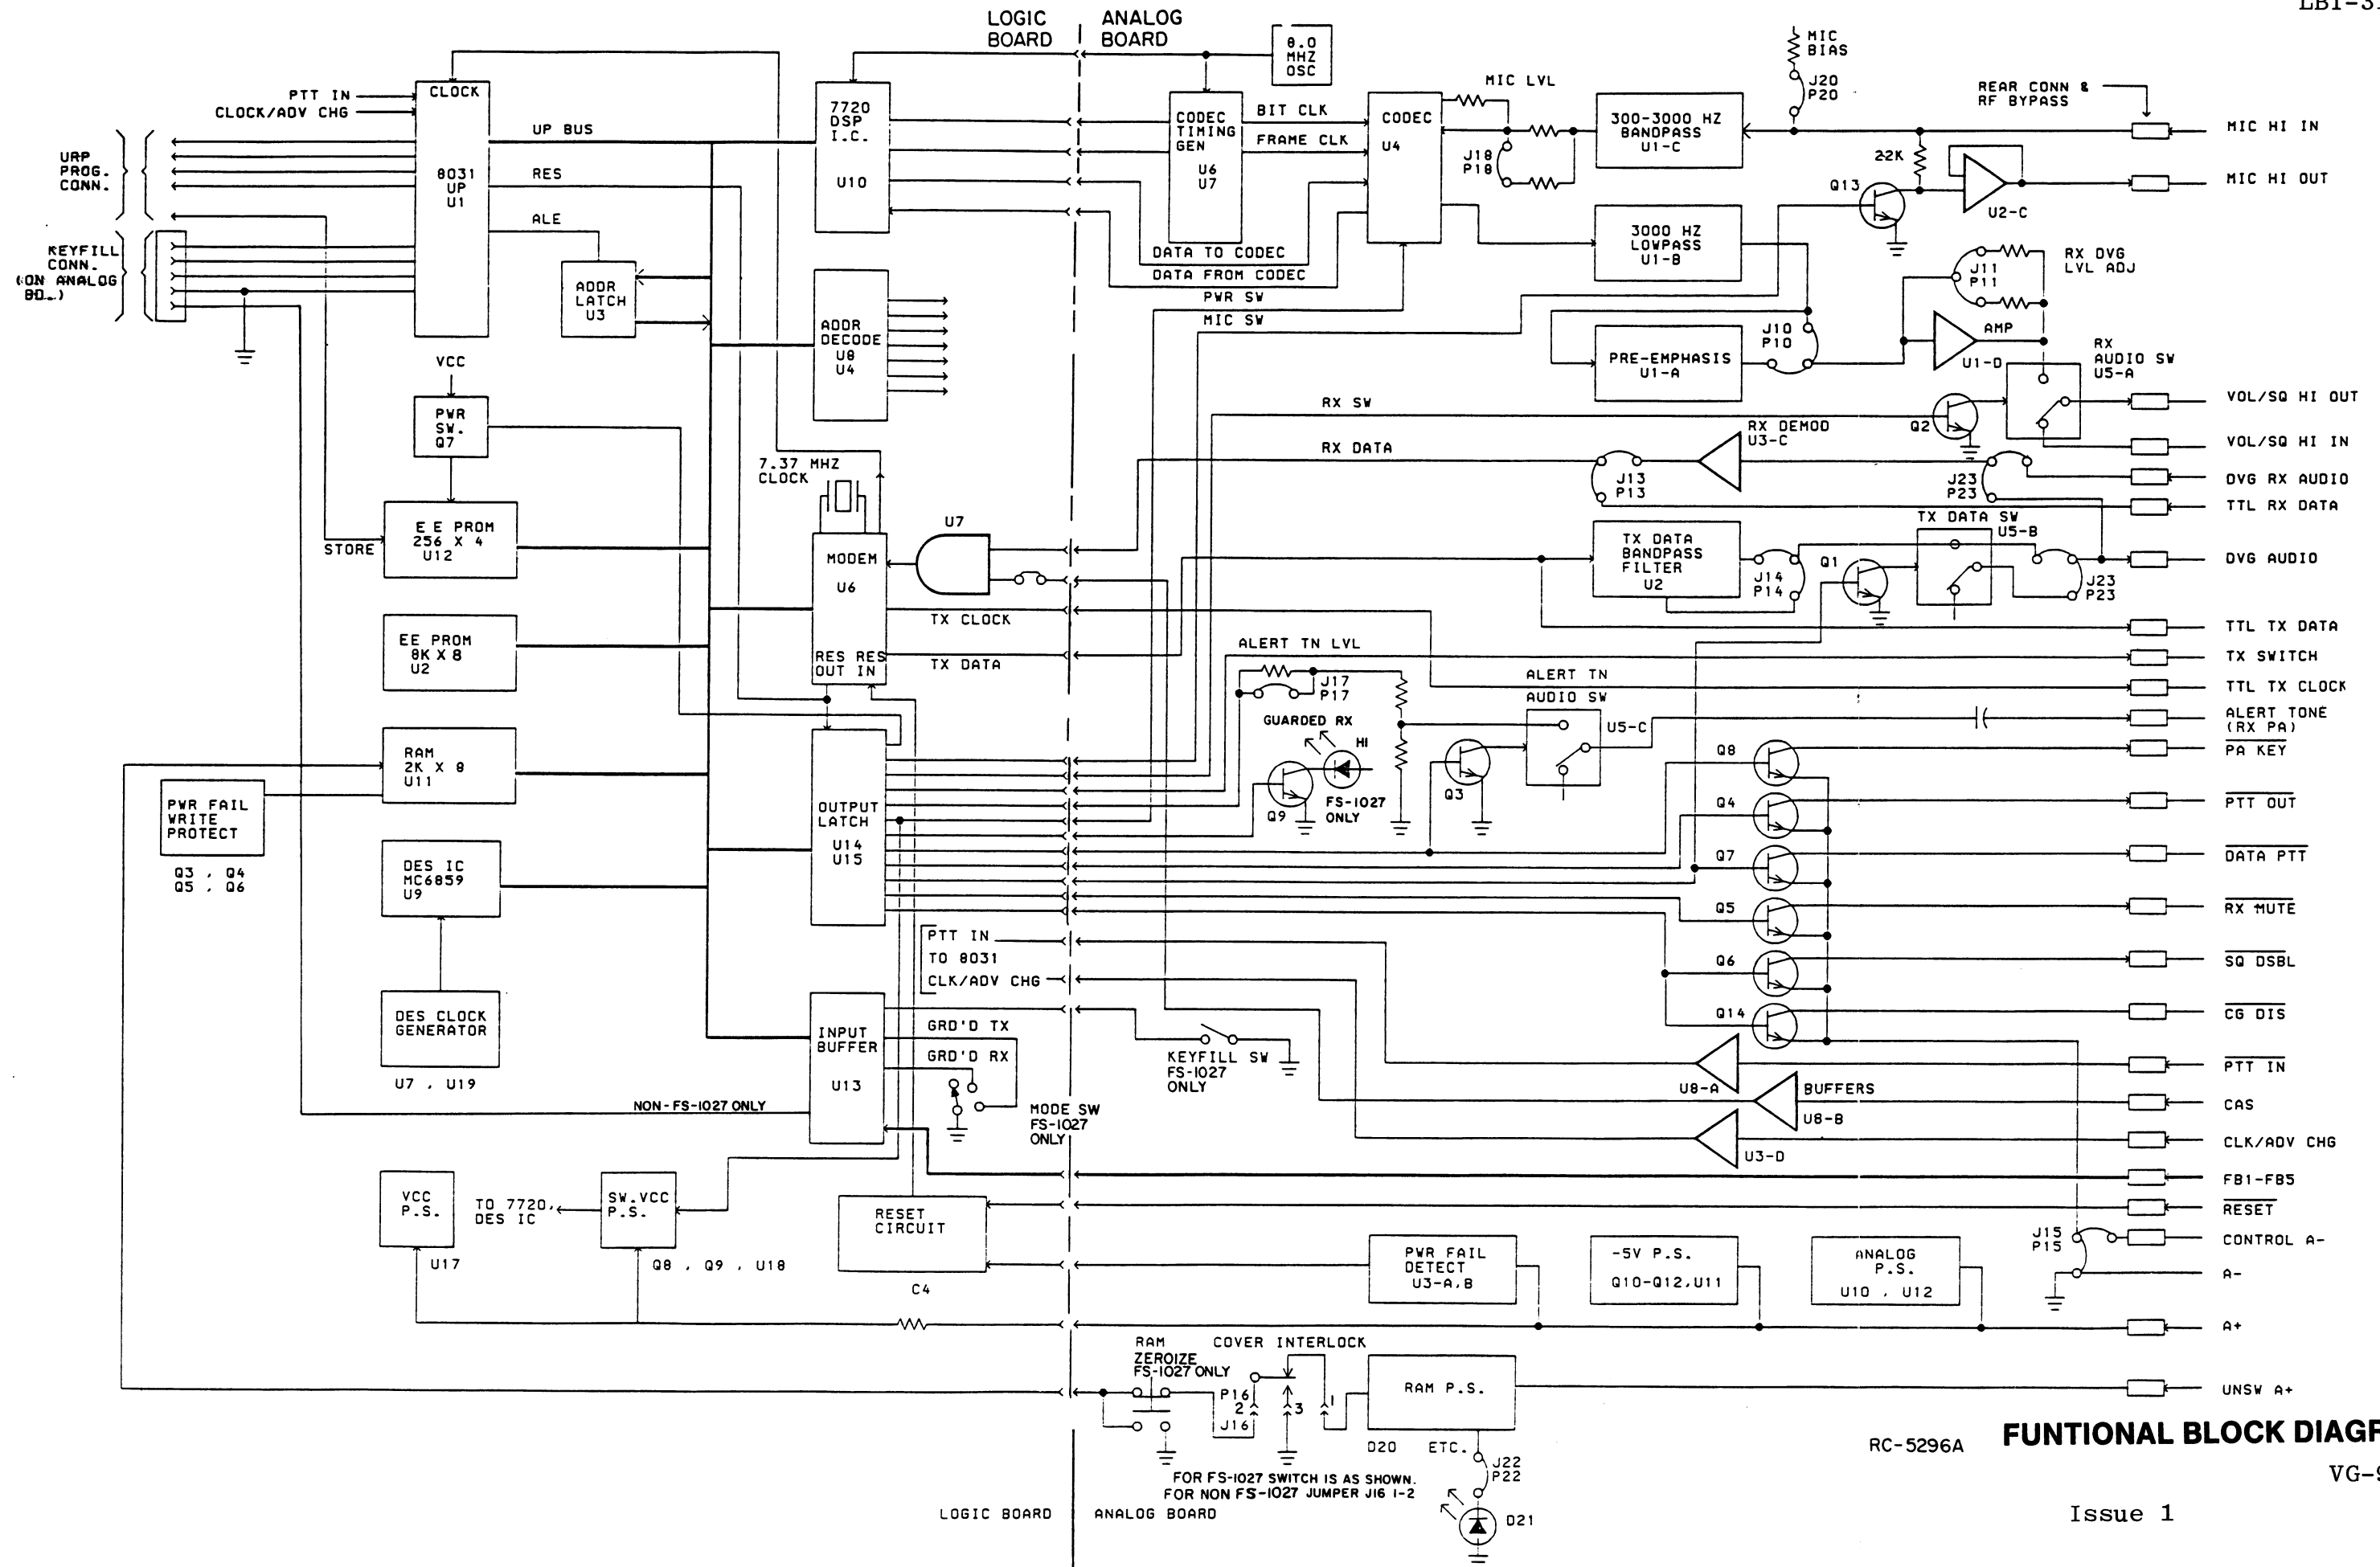 LBI-31
LOGIC
BOARD
ANALOG
BOARD
8.0
MHZ
OSC
MIC
BIAS
J20
P20
MIC LVL
REAR CONN &
RF BYPASS
PTT IN
CLOCK/ADV CHG
CLOCK
8031
UP
U1
URP
PROG.
CONN.
KEYFILL
CONN.
(ON ANALOG
BD.)
UP BUS
RES
ALE
ADDR
LATCH
U3
7720
DSP
I.C.
U10
ADDR
DECODE
U8
U4
CODEC
TIMING
GEN
U6
U7
BIT CLK
FRAME CLK
CODEC
U4
J18
P18
300-3000 HZ
BANDPASS
U1-C
3000 HZ
LOWPASS
U1-B
22K
Q13
U2-C
MIC HI IN
MIC HI OUT
DATA TO CODEC
DATA FROM CODEC
PWR SW
MIC SW
J11
P11
RX DVG
LVL ADJ
PRE-EMPHASIS
U1-A
J10
P10
AMP
U1-D
RX
AUDIO SW
U5-A
VCC
PWR
SW.
Q7
RX SW
RX DATA
RX DEMOD
U3-C
Q2
VOL/SQ HI OUT
VOL/SQ HI IN
DVG RX AUDIO
TTL RX DATA
J13
P13
J23
P23
7.37 MHZ
CLOCK
E E PROM
256 X 4
U12
STORE
MODEM
U6
RES RES
OUT IN
U7
TX CLOCK
TX DATA
TX DATA
BANDPASS
FILTER
U2
J14
P14
Q1
TX DATA SW
U5-B
J23
P23
DVG AUDIO
TTL TX DATA
TX SWITCH
TTL TX CLOCK
ALERT TONE
(RX PA)
EE PROM
8K X 8
U2
ALERT TN LVL
J17
P17
GUARDED RX
HI
Q9
FS-1027
ONLY
ALERT TN
AUDIO SW
U5-C
Q3
RAM
2K X 8
U11
PWR FAIL
WRITE
PROTECT
Q3 , Q4
Q5 , Q6
OUTPUT
LATCH
U14
U15
Q8
PA KEY
Q4
PTT OUT
Q7
DATA PTT
Q5
RX MUTE
Q6
SQ DSBL
Q14
CG DIS
DES IC
MC6859
U9
DES CLOCK
GENERATOR
U7 , U19
PTT IN
TO 8031
CLK/ADV CHG
INPUT
BUFFER
U13
GRD'D TX
GRD'D RX
MODE SW
FS-1027
ONLY
KEYFILL SW
FS-1027
ONLY
NON-FS-1027 ONLY
U8-A
BUFFERS
U8-B
U3-D
PTT IN
CAS
CLK/ADV CHG
FB1-FB5
RESET
CONTROL A-
A-
A+
UNSW A+
J15
P15
VCC
P.S.
U17
TO 7720,
DES IC
SW.VCC
P.S.
Q8 , Q9 , U18
RESET
CIRCUIT
C4
PWR FAIL
DETECT
U3-A,B
-5V P.S.
Q10-Q12,U11
ANALOG
P.S.
U10 , U12
RAM
ZEROIZE
FS-1027 ONLY
COVER INTERLOCK
P16
2
J16
3
1
RAM P.S.
D20 ETC.
J22
P22
D21
FOR FS-1027 SWITCH IS AS SHOWN.
FOR NON FS-1027 JUMPER J16 1-2
LOGIC BOARD
ANALOG BOARD
RC-5296A
FUNTIONAL BLOCK DIAGR
VG-9
Issue 1